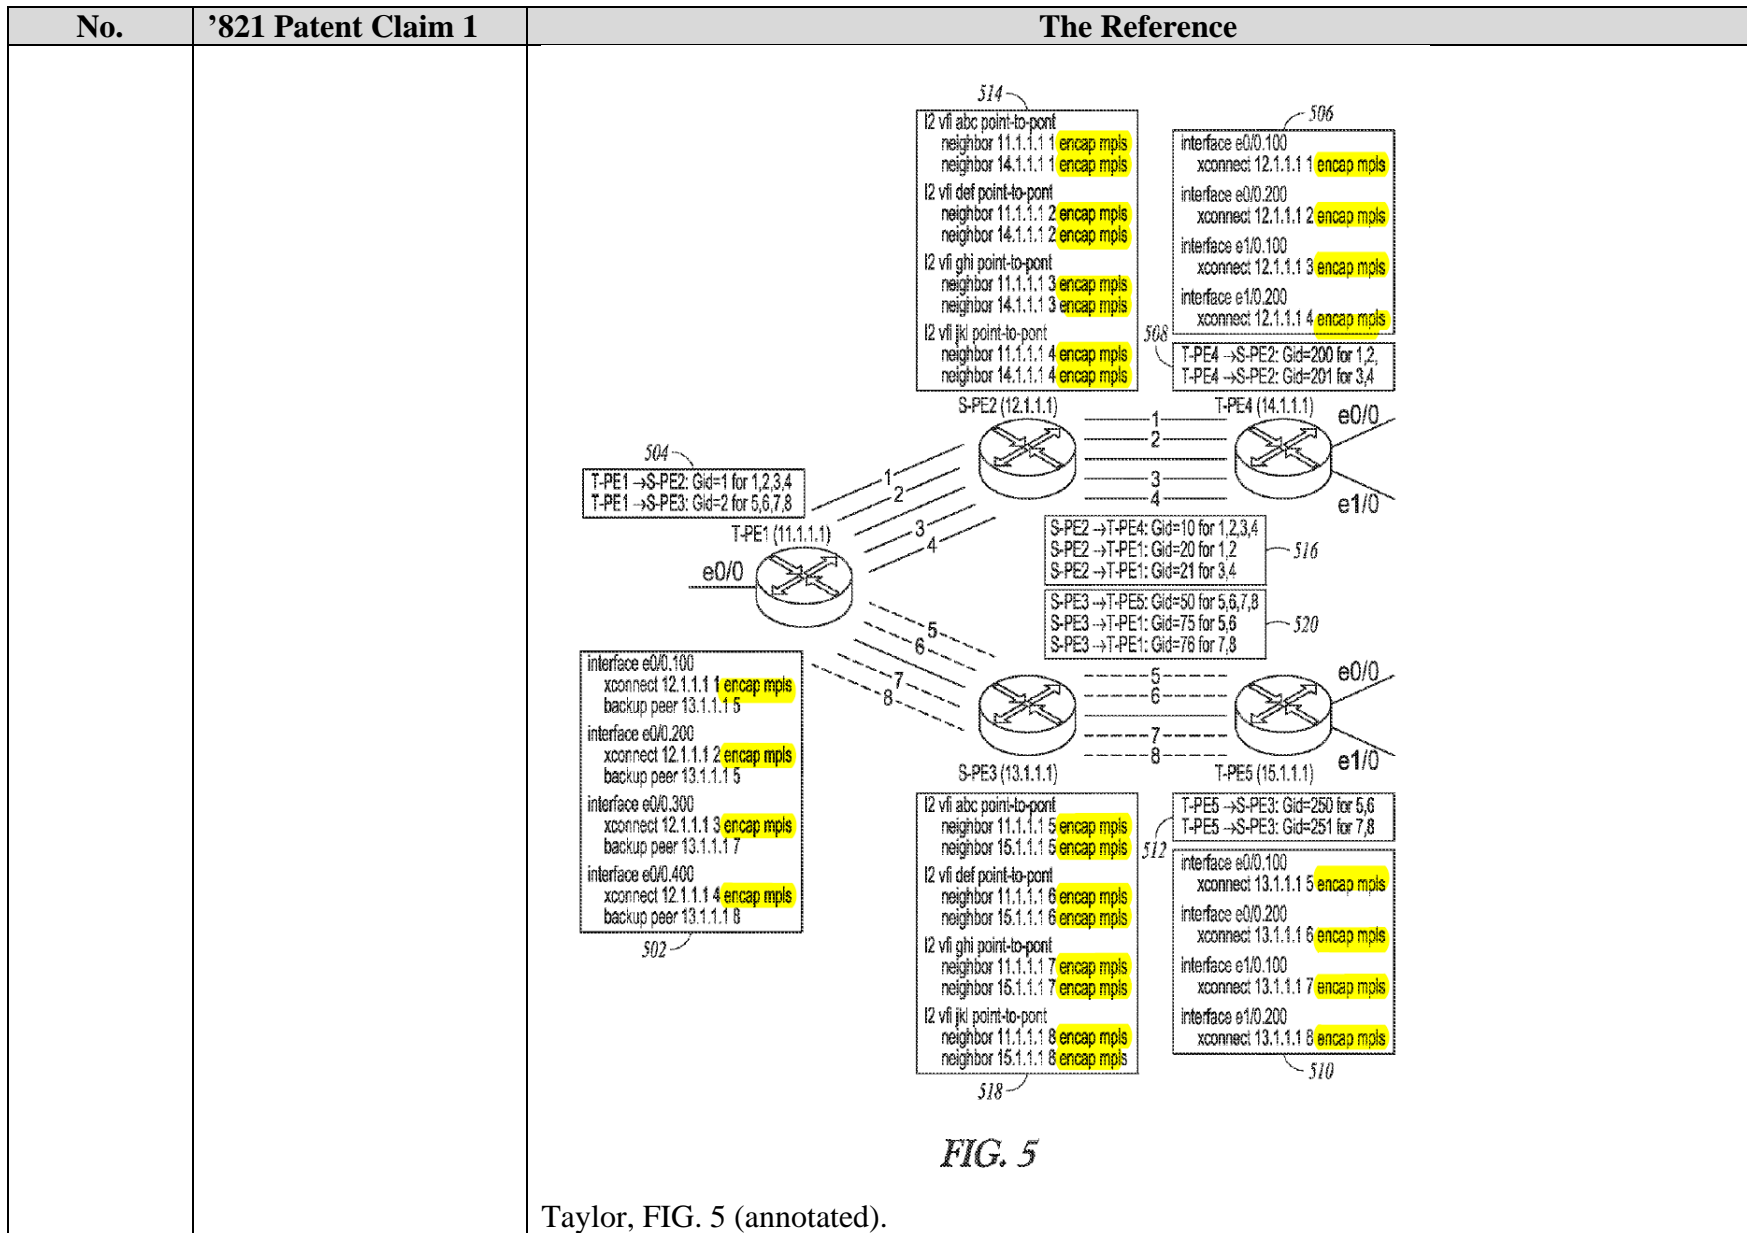 No.
'821 Patent Claim 1
The Reference
514
l2 vfi abc point-to-pont
neighbor 11.1.1.1 1 encap mpls
neighbor 14.1.1.1 1 encap mpls
l2 vfi def point-to-pont
neighbor 11.1.1.1 2 encap mpls
neighbor 14.1.1.1 2 encap mpls
l2 vfi ghi point-to-pont
neighbor 11.1.1.1 3 encap mpls
neighbor 14.1.1.1 3 encap mpls
l2 vfi jkl point-to-pont
neighbor 11.1.1.1 4 encap mpls
neighbor 14.1.1.1 4 encap mpls
506
interface e0/0.100
xconnect 12.1.1.1 1 encap mpls
interface e0/0.200
xconnect 12.1.1.1 2 encap mpls
interface e1/0.100
xconnect 12.1.1.1 3 encap mpls
interface e1/0.200
xconnect 12.1.1.1 4 encap mpls
508
T-PE4→S-PE2: Gid=200 for 1,2,
T-PE4→S-PE2: Gid=201 for 3,4
S-PE2 (12.1.1.1)
T-PE4 (14.1.1.1)
1
2
3
4
e0/0
e1/0
504
T-PE1→S-PE2: Gid=1 for 1,2,3,4
T-PE1→S-PE3: Gid=2 for 5,6,7,8
1
2
3
4
T-PE1 (11.1.1.1)
e0/0
S-PE2→T-PE4: Gid=10 for 1,2,3,4
S-PE2→T-PE1: Gid=20 for 1,2
S-PE2→T-PE1: Gid=21 for 3,4
516
S-PE3→T-PE5: Gid=50 for 5,6,7,8
S-PE3→T-PE1: Gid=75 for 5,6
S-PE3→T-PE1: Gid=76 for 7,8
520
5
6
7
8
5
6
7
8
e0/0
e1/0
S-PE3 (13.1.1.1)
T-PE5 (15.1.1.1)
interface e0/0.100
xconnect 12.1.1.1 1 encap mpls
backup peer 13.1.1.1 5
interface e0/0.200
xconnect 12.1.1.1 2 encap mpls
backup peer 13.1.1.1 5
interface e0/0.300
xconnect 12.1.1.1 3 encap mpls
backup peer 13.1.1.1 7
interface e0/0.400
xconnect 12.1.1.1 4 encap mpls
backup peer 13.1.1.1 8
502
l2 vfi abc point-to-pont
neighbor 11.1.1.1 5 encap mpls
neighbor 15.1.1.1 5 encap mpls
l2 vfi def point-to-pont
neighbor 11.1.1.1 6 encap mpls
neighbor 15.1.1.1 6 encap mpls
l2 vfi ghi point-to-pont
neighbor 11.1.1.1 7 encap mpls
neighbor 15.1.1.1 7 encap mpls
l2 vfi jkl point-to-pont
neighbor 11.1.1.1 8 encap mpls
neighbor 15.1.1.1 8 encap mpls
518
T-PE5→S-PE3: Gid=250 for 5,6
T-PE5→S-PE3: Gid=251 for 7,8
512
interface e0/0.100
xconnect 13.1.1.1 5 encap mpls
interface e0/0.200
xconnect 13.1.1.1 6 encap mpls
interface e1/0.100
xconnect 13.1.1.1 7 encap mpls
interface e1/0.200
xconnect 13.1.1.1 8 encap mpls
510
FIG. 5
Taylor, FIG. 5 (annotated).